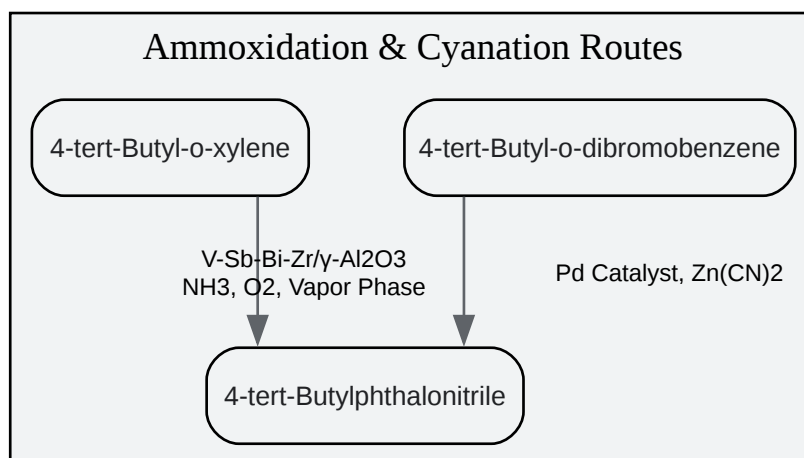 Ammoxidation & Cyanation Routes
4-tert-Butyl-o-xylene
4-tert-Butyl-o-dibromobenzene
V-Sb-Bi-Zr/γ-Al2O3
NH3, O2, Vapor Phase
Pd Catalyst, Zn(CN)2
4-tert-Butylphthalonitrile